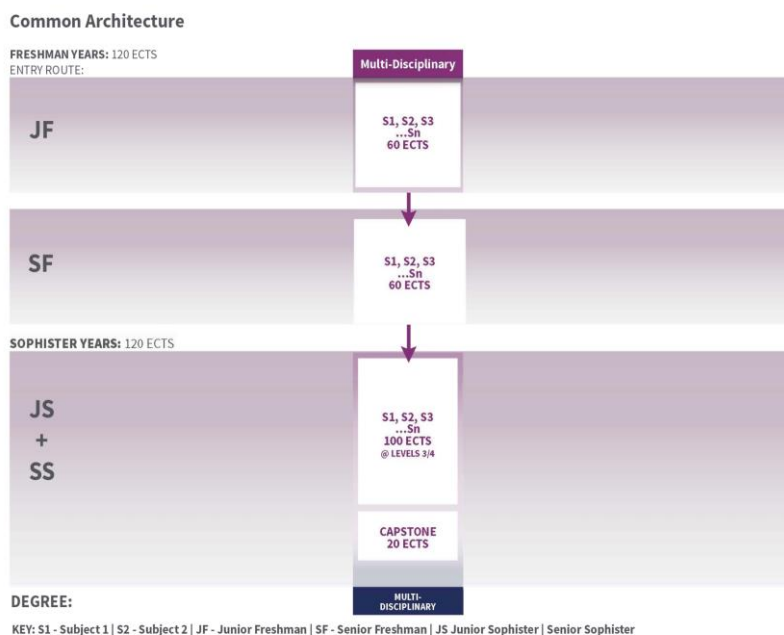 Common Architecture
FRESHMAN YEARS: 120 ECTS
ENTRY ROUTE:
Multi-Disciplinary
JF
S1, S2, S3
...Sn
60 ECTS
SF
S1, S2, S3
...Sn
60 ECTS
SOPHISTER YEARS: 120 ECTS
JS
+
SS
S1, S2, S3
...Sn
100 ECTS
@ LEVELS 3/4
CAPSTONE
20 ECTS
DEGREE:
MULTI-
DISCIPLINARY
KEY: S1 - Subject 1 | S2 - Subject 2 | JF - Junior Freshman | SF - Senior Freshman | JS Junior Sophister | Senior Sophister